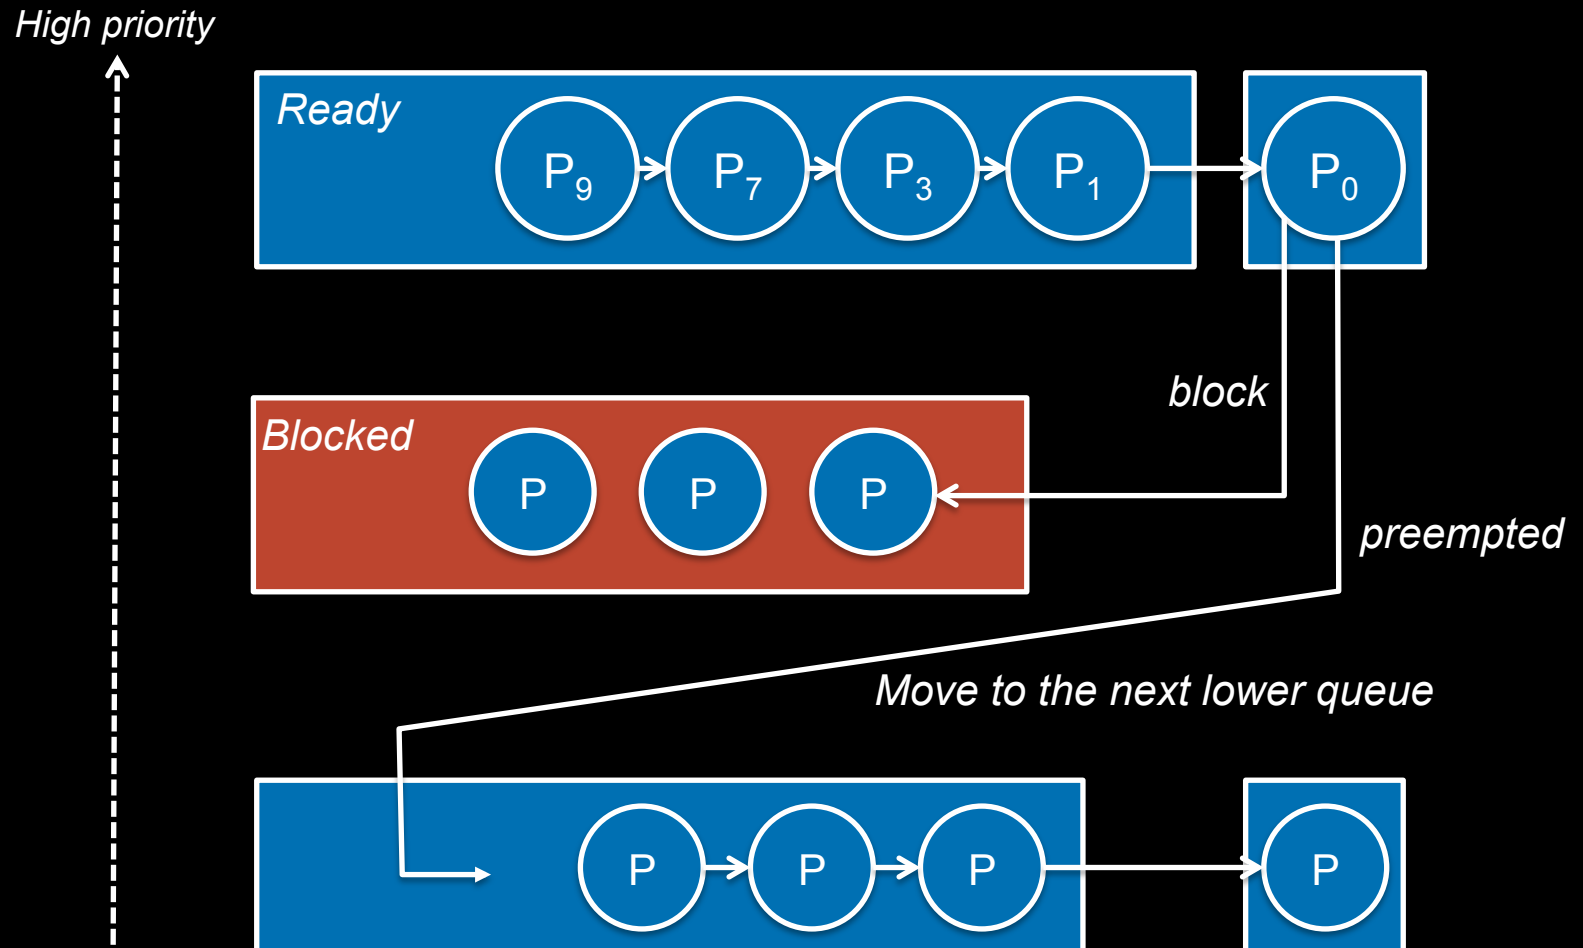 High priority
Ready
P9 P7 P3 P1 P0
block
Blocked
P P P
preempted
Move to the next lower queue
P P P P